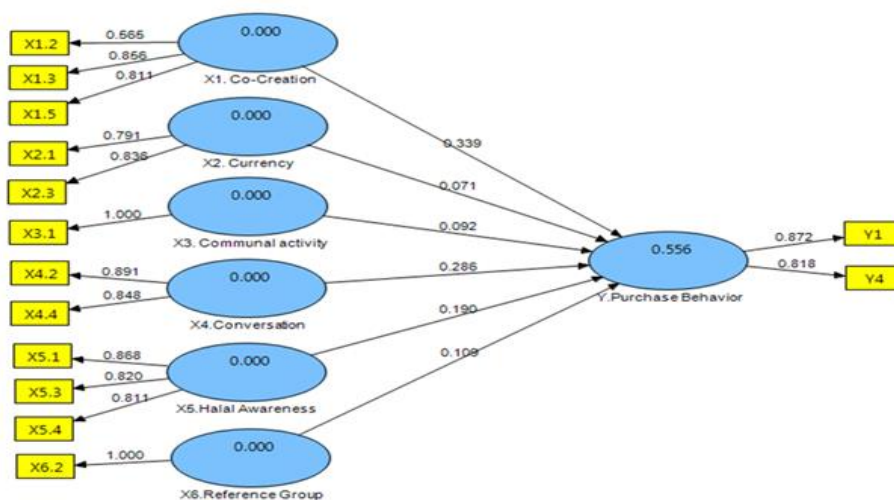 0.000
X1.2
0.565
X1.3
0.856
X1. Co-Creation
X1.5
0.811
0.000
X2.1
0.791
0.339
X2. Currency
X2.3
0.836
0.071
0.000
X3.1
1.000
0.092
X3. Communal activity
Y1
0.872
0.556
X4.2
0.891
0.000
0.286
0.818
Y4
X4.4
0.848
Y.Purchase Behavior
X4.Conversation
0.190
X5.1
0.868
0.000
0.109
X5.3
0.820
X5.Halal Awareness
X5.4
0.811
0.000
X6.2
1.000
X6.Reference Group